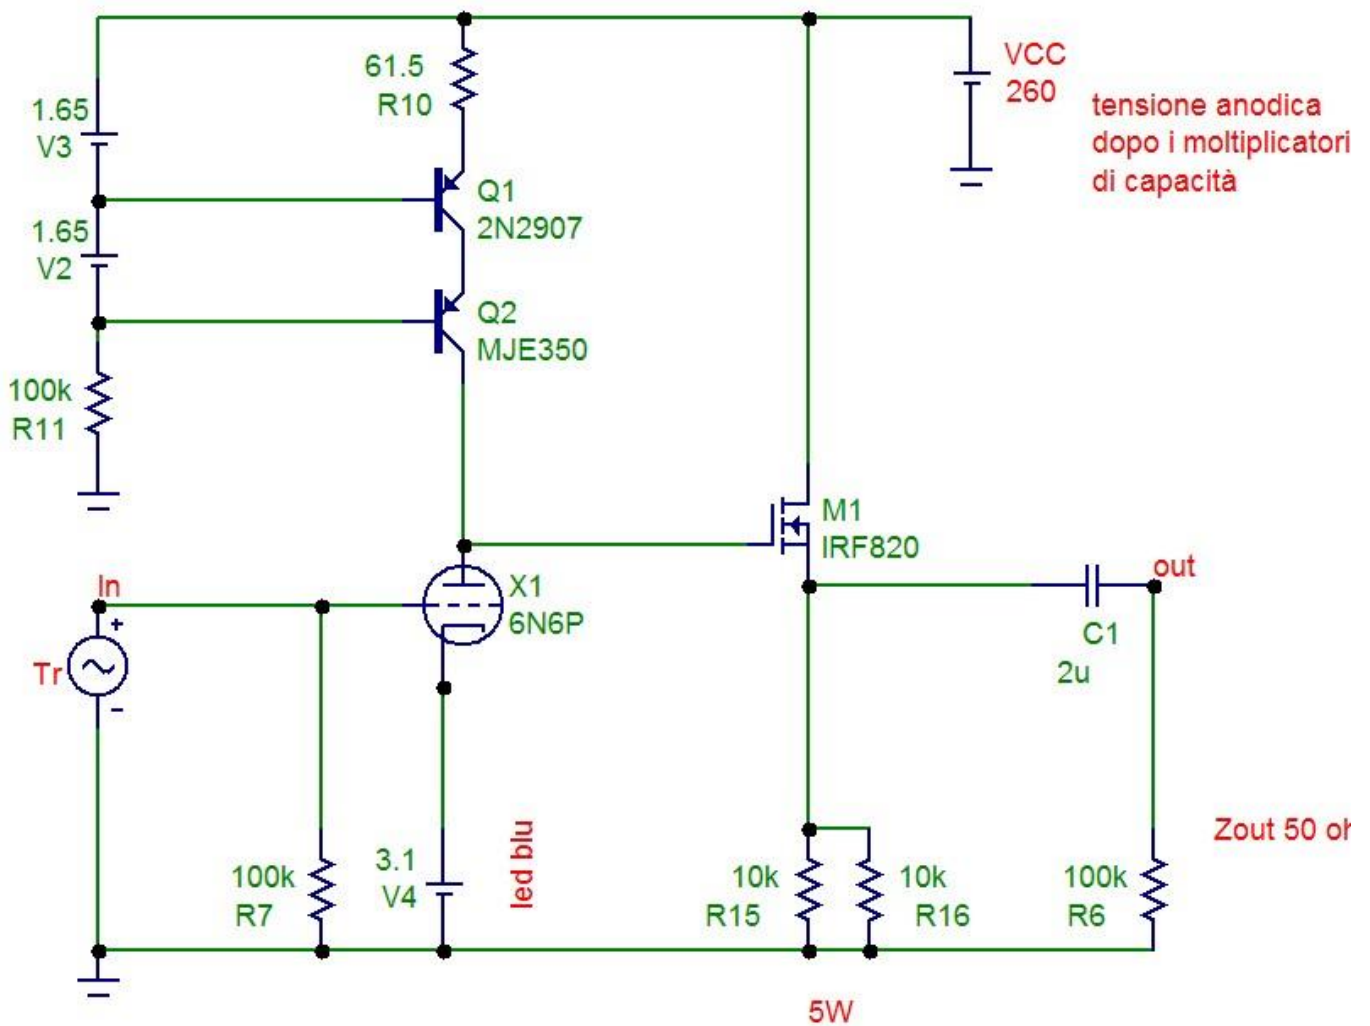 VCC
260
tensione anodica
dopo i moltiplicatori
di capacità
61.5
R10
1.65
V3
Q1
2N2907
1.65
V2
Q2
MJE350
100k
R11
M1
IRF820
In
out
X1
6N6P
C1
2u
Tr
+
-
led blu
Zout 50 oh
3.1
V4
100k
R7
10k
R15
10k
R16
100k
R6
5W